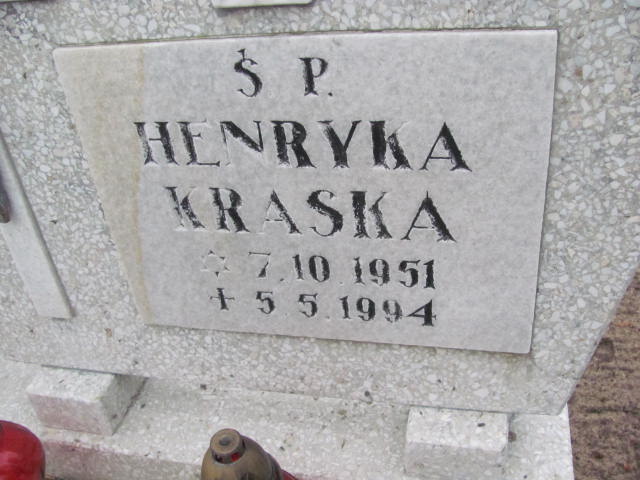 Ś P.
HENRYKA
KRASKA
✡ 7.10.1951
✝ 5.5.1994